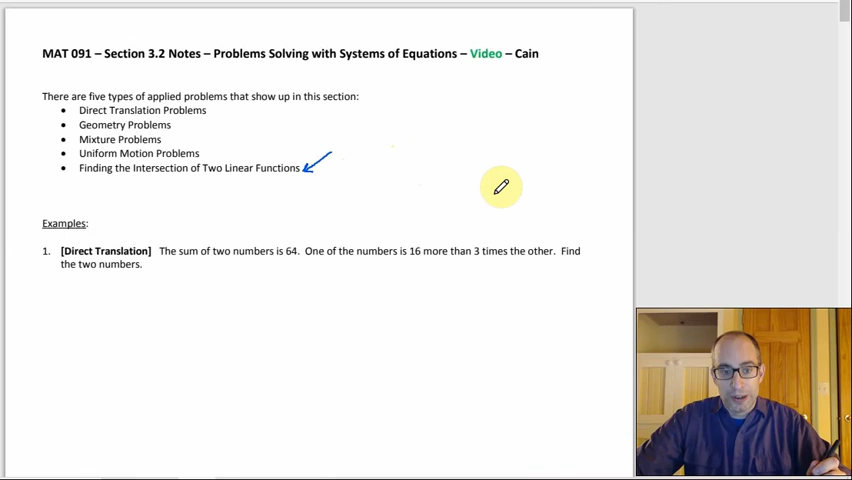 MAT 091 – Section 3.2 Notes – Problems Solving with Systems of Equations – Video – Cain
There are five types of applied problems that show up in this section:
• Direct Translation Problems
• Geometry Problems
• Mixture Problems
• Uniform Motion Problems
• Finding the Intersection of Two Linear Functions
Examples:
1. [Direct Translation] The sum of two numbers is 64. One of the numbers is 16 more than 3 times the other. Find
the two numbers.